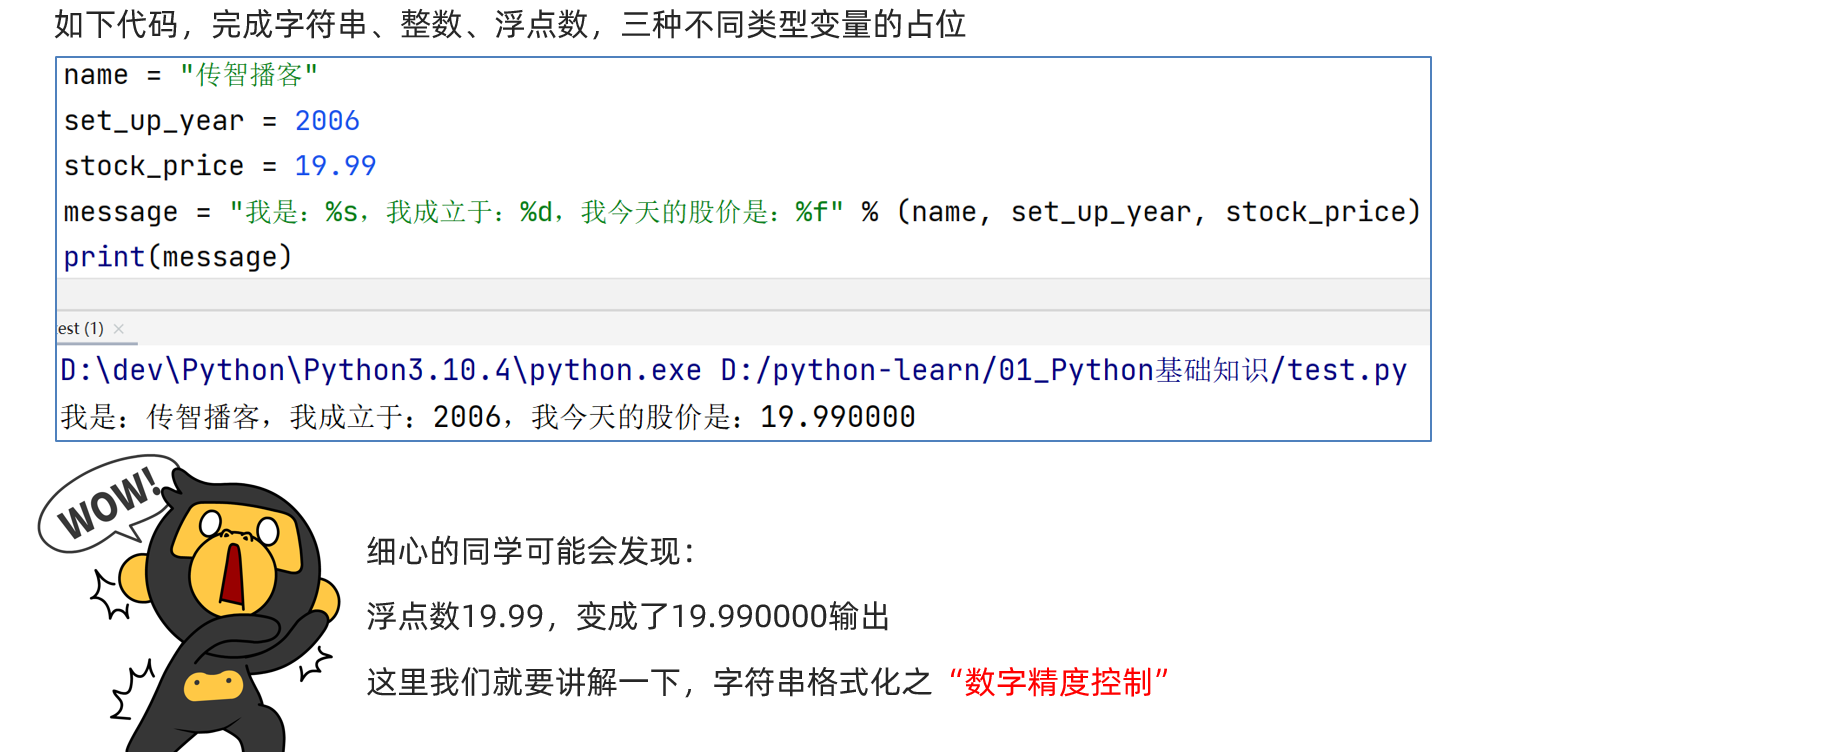 如下代码，完成字符串、整数、浮点数，三种不同类型变量的占位
name = "传智播客"
set_up_year = 2006
stock_price = 19.99
message = "我是：%s，我成立于：%d，我今天的股价是：%f" % (name, set_up_year, stock_price)
print(message)
est (1) ×
D:\dev\Python\Python3.10.4\python.exe D:/python-learn/01_Python基础知识/test.py
我是：传智播客，我成立于：2006，我今天的股价是：19.990000
WOW!
细心的同学可能会发现：
浮点数19.99，变成了19.990000输出
这里我们就要讲解一下，字符串格式化之“数字精度控制”